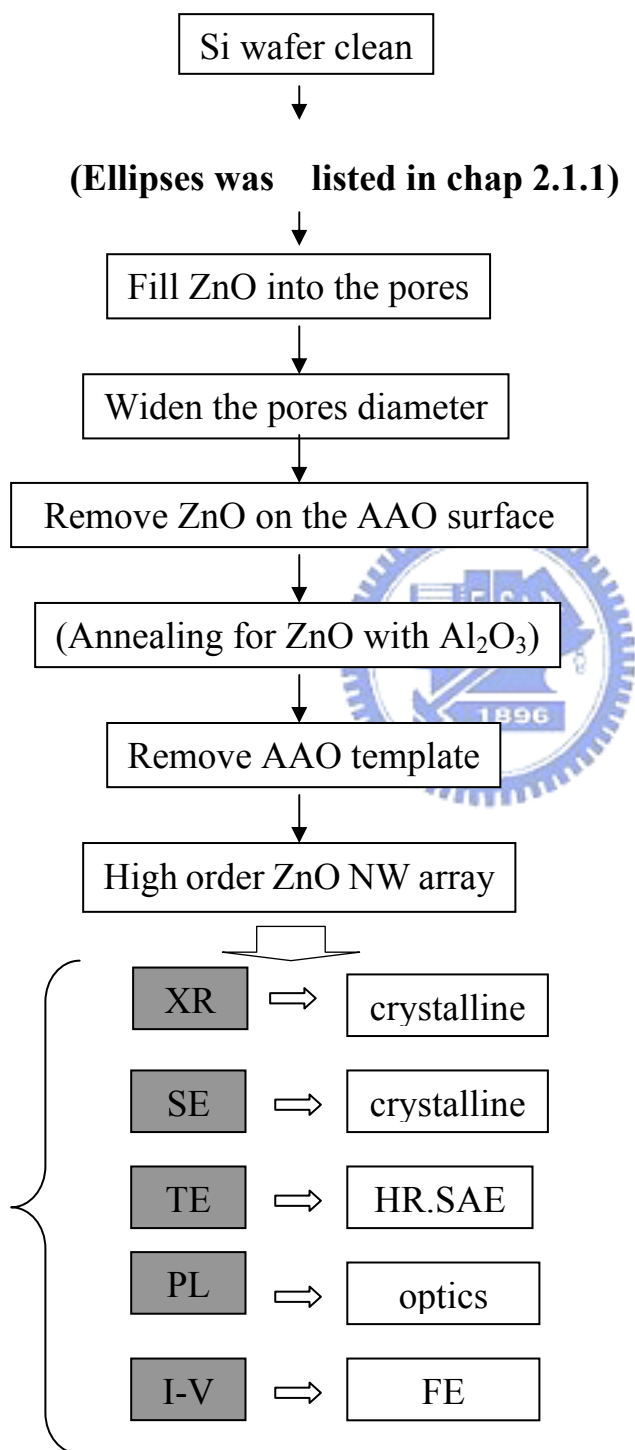 Si wafer clean
(Ellipses was listed in chap 2.1.1)
Fill ZnO into the pores
Widen the pores diameter
Remove ZnO on the AAO surface
(Annealing for ZnO with Al₂O₃)
1896
Remove AAO template
High order ZnO NW array
XR crystalline
SE crystalline
TE HR.SAE
PL optics
I-V FE